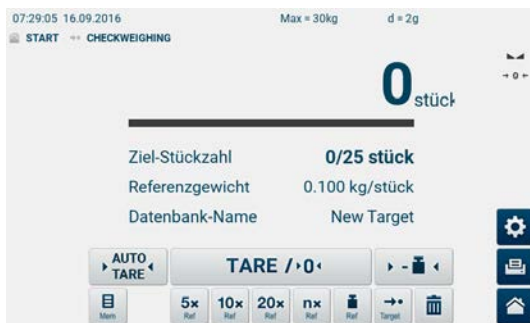 07:29:05 16.09.2016 Max = 30kg d = 2g
START CHECKWEIGHING
0 stück
→ 0 ←
Ziel-Stückzahl 0/25 stück
Referenzgewicht 0.100 kg/stück
Datenbank-Name New Target
AUTO TARE
TARE / 0
-
Mem
5x Ref
10x Ref
20x Ref
nx Ref
Ref
Target